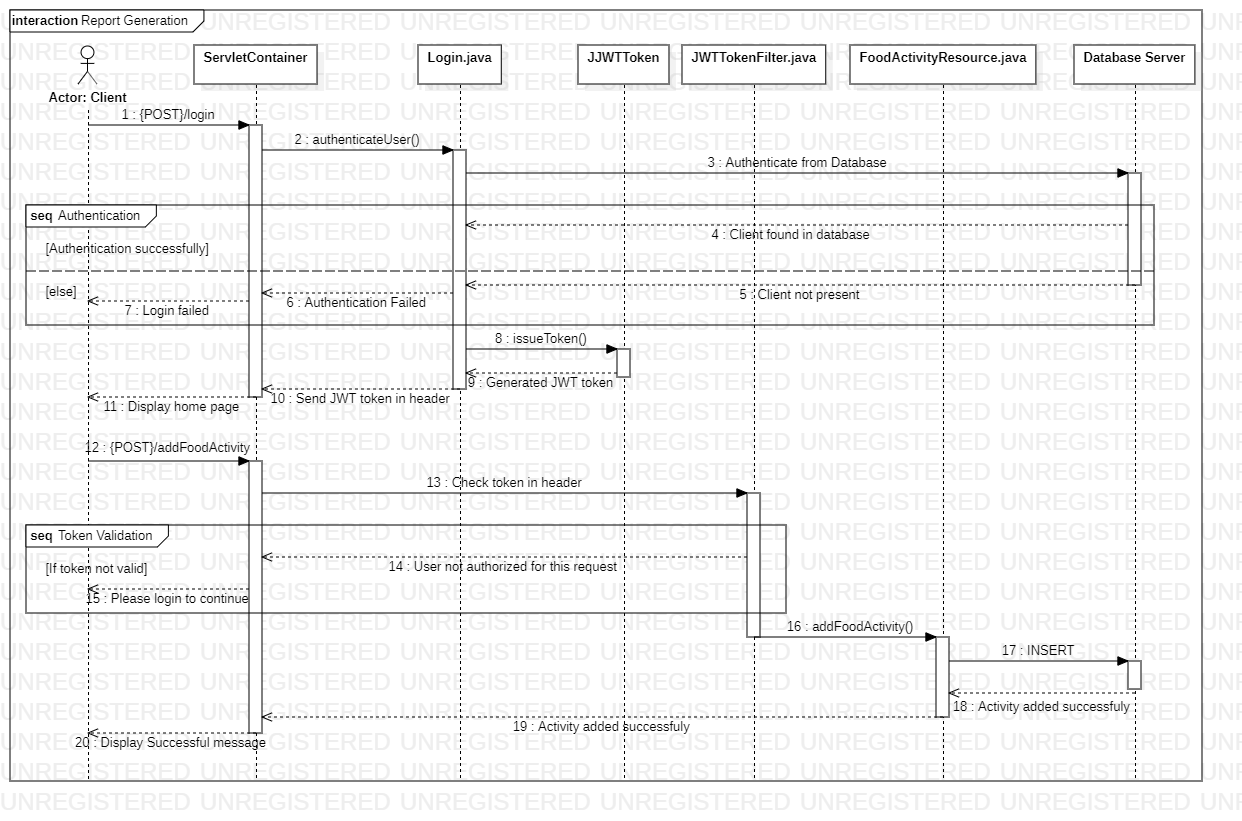 interaction Report Generation
Actor: Client
ServletContainer
Login.java
JJWTToken
JWTTokenFilter.java
FoodActivityResource.java
Database Server
1 : {POST}/login
2 : authenticateUser()
3 : Authenticate from Database
seq Authentication
4 : Client found in database
[Authentication successfully]
[else]
5 : Client not present
6 : Authentication Failed
7 : Login failed
8 : issueToken()
9 : Generated JWT token
10 : Send JWT token in header
11 : Display home page
12 : {POST}/addFoodActivity
13 : Check token in header
seq Token Validation
14 : User not authorized for this request
[If token not valid]
15 : Please login to continue
16 : addFoodActivity()
17 : INSERT
18 : Activity added successfuly
19 : Activity added successfuly
20 : Display Successful message
UNREGISTERED